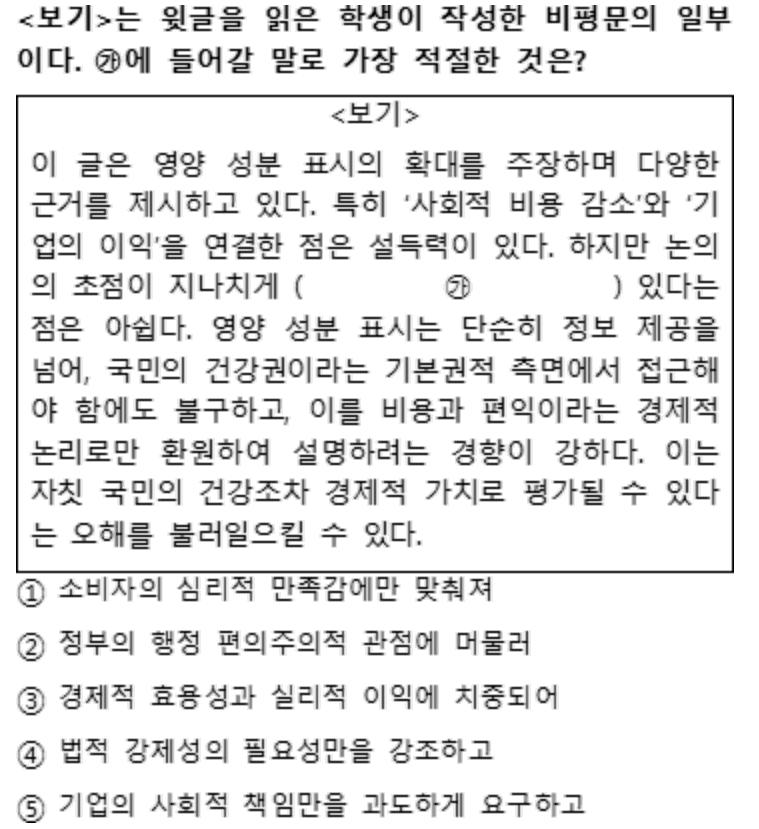 <보기>는 윗글을 읽은 학생이 작성한 비평문의 일부
이다. ㉮에 들어갈 말로 가장 적절한 것은?
<보기>
이 글은 영양 성분 표시의 확대를 주장하며 다양한
근거를 제시하고 있다. 특히 '사회적 비용 감소'와 '기
업의 이익'을 연결한 점은 설득력이 있다. 하지만 논의
의 초점이 지나치게 ( ㉮ ) 있다는
점은 아쉽다. 영양 성분 표시는 단순히 정보 제공을
넘어, 국민의 건강권이라는 기본권적 측면에서 접근해
야 함에도 불구하고, 이를 비용과 편익이라는 경제적
논리로만 환원하여 설명하려는 경향이 강하다. 이는
자칫 국민의 건강조차 경제적 가치로 평가될 수 있다
는 오해를 불러일으킬 수 있다.
① 소비자의 심리적 만족감에만 맞춰져
② 정부의 행정 편의주의적 관점에 머물러
③ 경제적 효용성과 실리적 이익에 치중되어
④ 법적 강제성의 필요성만을 강조하고
⑤ 기업의 사회적 책임만을 과도하게 요구하고